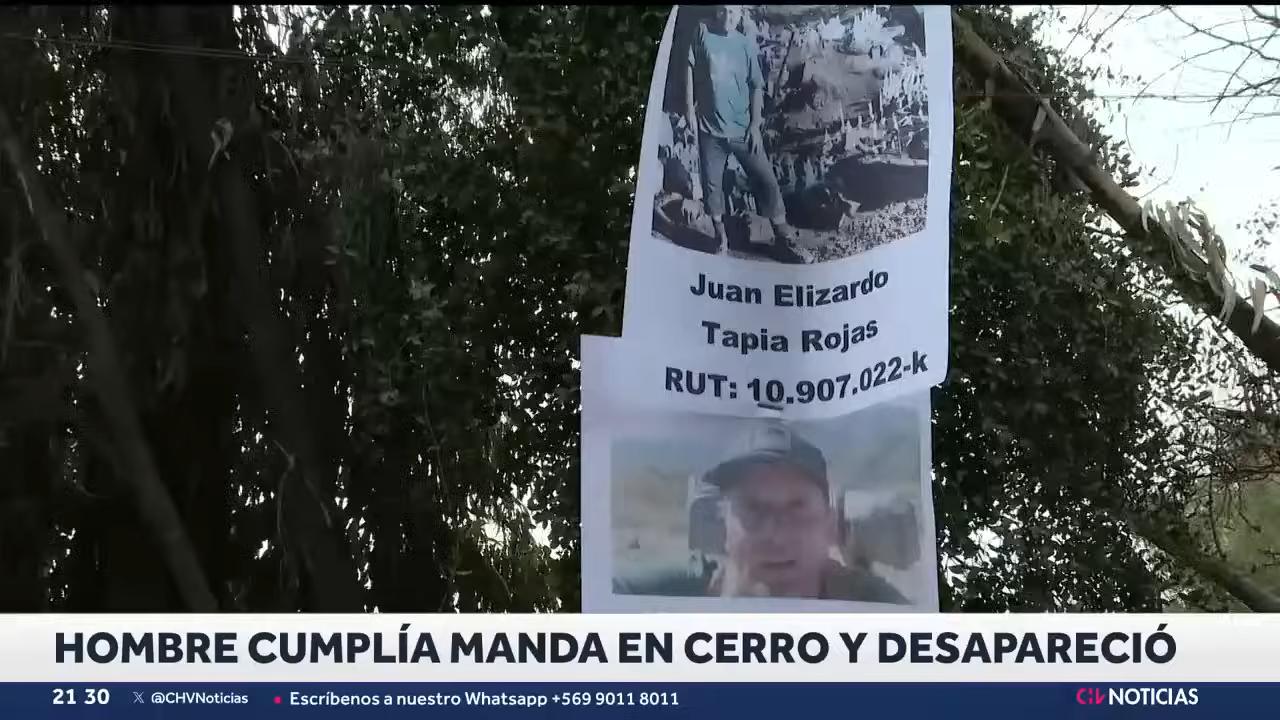 Juan Elizardo
Tapia Rojas
RUT: 10.907.022-k
HOMBRE CUMPLÍA MANDA EN CERRO Y DESAPARECIÓ
21 30 X @CHVNoticias • Escríbenos a nuestro Whatsapp +569 9011 8011 CHV NOTICIAS